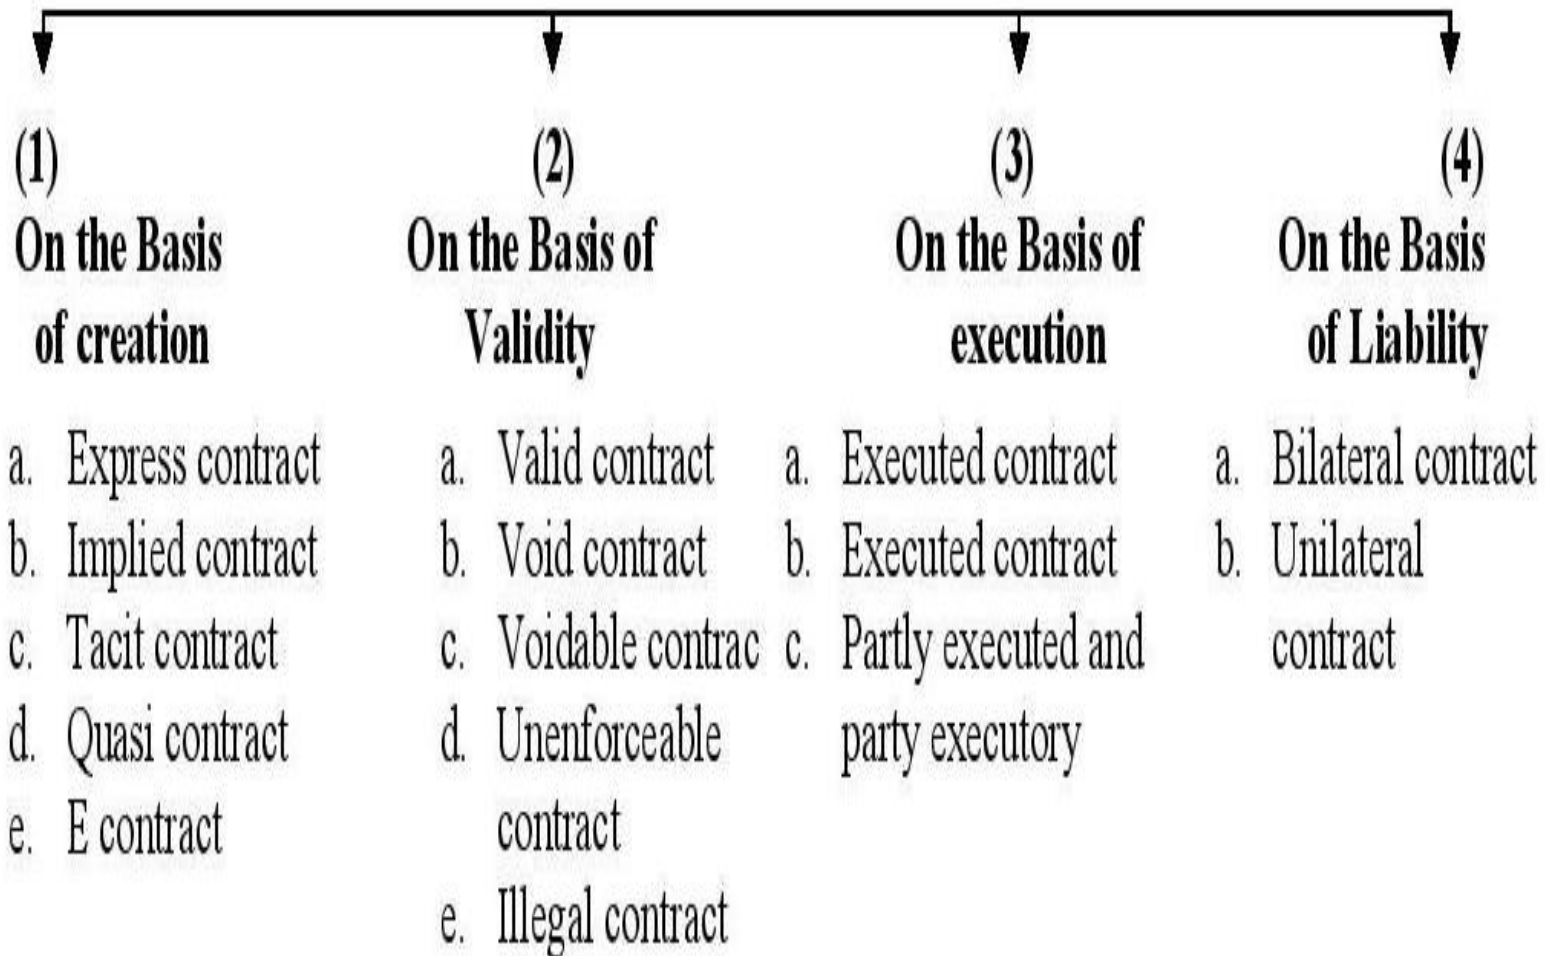 (1)
On the Basis
of creation
a. Express contract
b. Implied contract
c. Tacit contract
d. Quasi contract
e. E contract
(2)
On the Basis of
Validity
a. Valid contract
b. Void contract
c. Voidable contrac
d. Unenforceable
contract
e. Illegal contract
(3)
On the Basis of
execution
a. Executed contract
b. Executed contract
c. Partly executed and
party executory
(4)
On the Basis
of Liability
a. Bilateral contract
b. Unilateral
contract